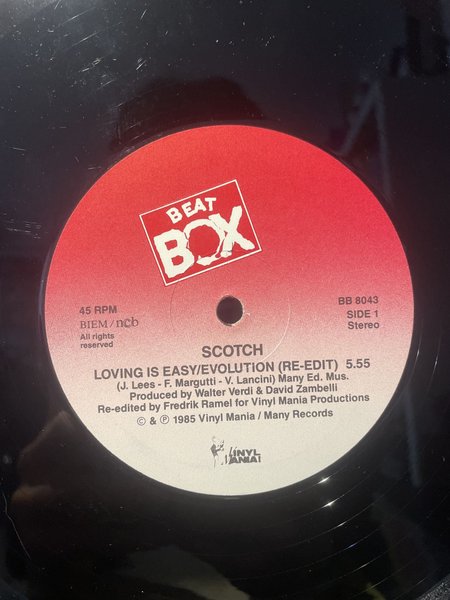 BEAT
BOX
45 RPM
BIEM/ncb
All rights
reserved
BB 8043
SIDE 1
Stereo
SCOTCH
LOVING IS EASY/EVOLUTION (RE-EDIT) 5.55
(J. Lees - F. Margutti - V. Lancini) Many Ed. Mus.
Produced by Walter Verdi & David Zambelli
Re-edited by Fredrik Ramel for Vinyl Mania Productions
© & ℗ 1985 Vinyl Mania / Many Records
VINYL
MANIA!